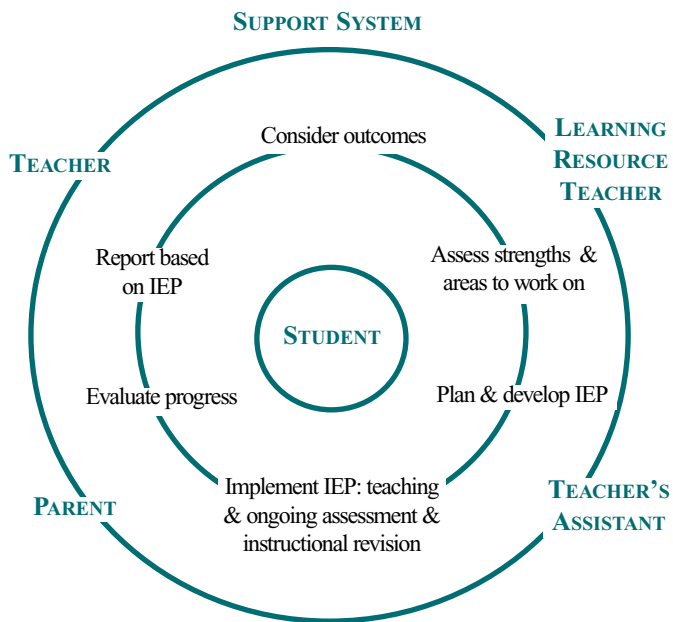 SUPPORT SYSTEM
Consider outcomes
LEARNING
RESOURCE
TEACHER
TEACHER
Report based
on IEP
Assess strengths &
areas to work on
STUDENT
Evaluate progress
Plan & develop IEP
Implement IEP: teaching
& ongoing assessment &
instructional revision
PARENT
TEACHER'S
ASSISTANT